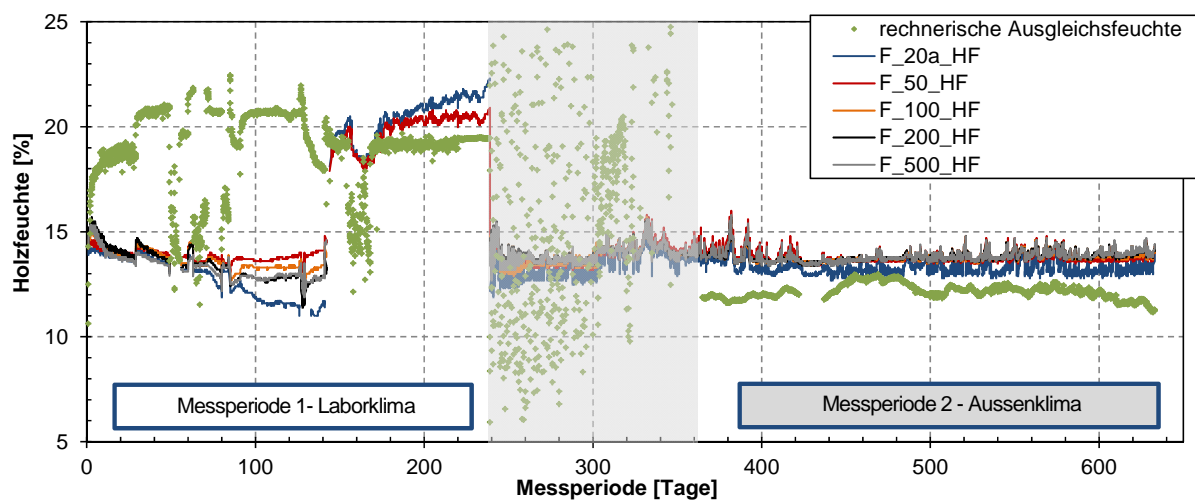 25
20
15
10
5
Holzfeuchte [%]
rechnerische Ausgleichsfeuchte
F_20a_HF
F_50_HF
F_100_HF
F_200_HF
F_500_HF
Messperiode 1- Laborklima
Messperiode 2 - Aussenklima
0 100 200 300 400 500 600
Messperiode [Tage]